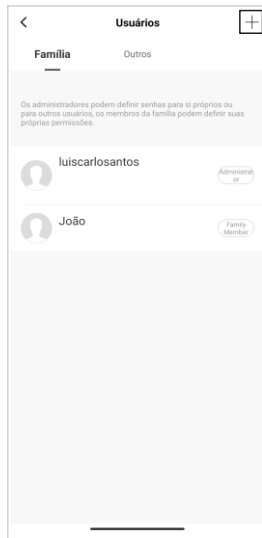 Usuários
Família
Outros
Os administradores podem definir senhas para si próprios ou
para outros usuários, os membros da família podem definir suas
próprias permissões.
luiscarlosantos
Administrat
or
João
Family
Member